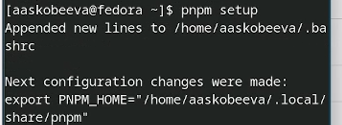 [aaskobeeva@fedora ~]$ pnpm setup
Appended new lines to /home/aaskobeeva/.ba
shrc

Next configuration changes were made:
export PNPM_HOME="/home/aaskobeeva/.local/
share/pnpm"